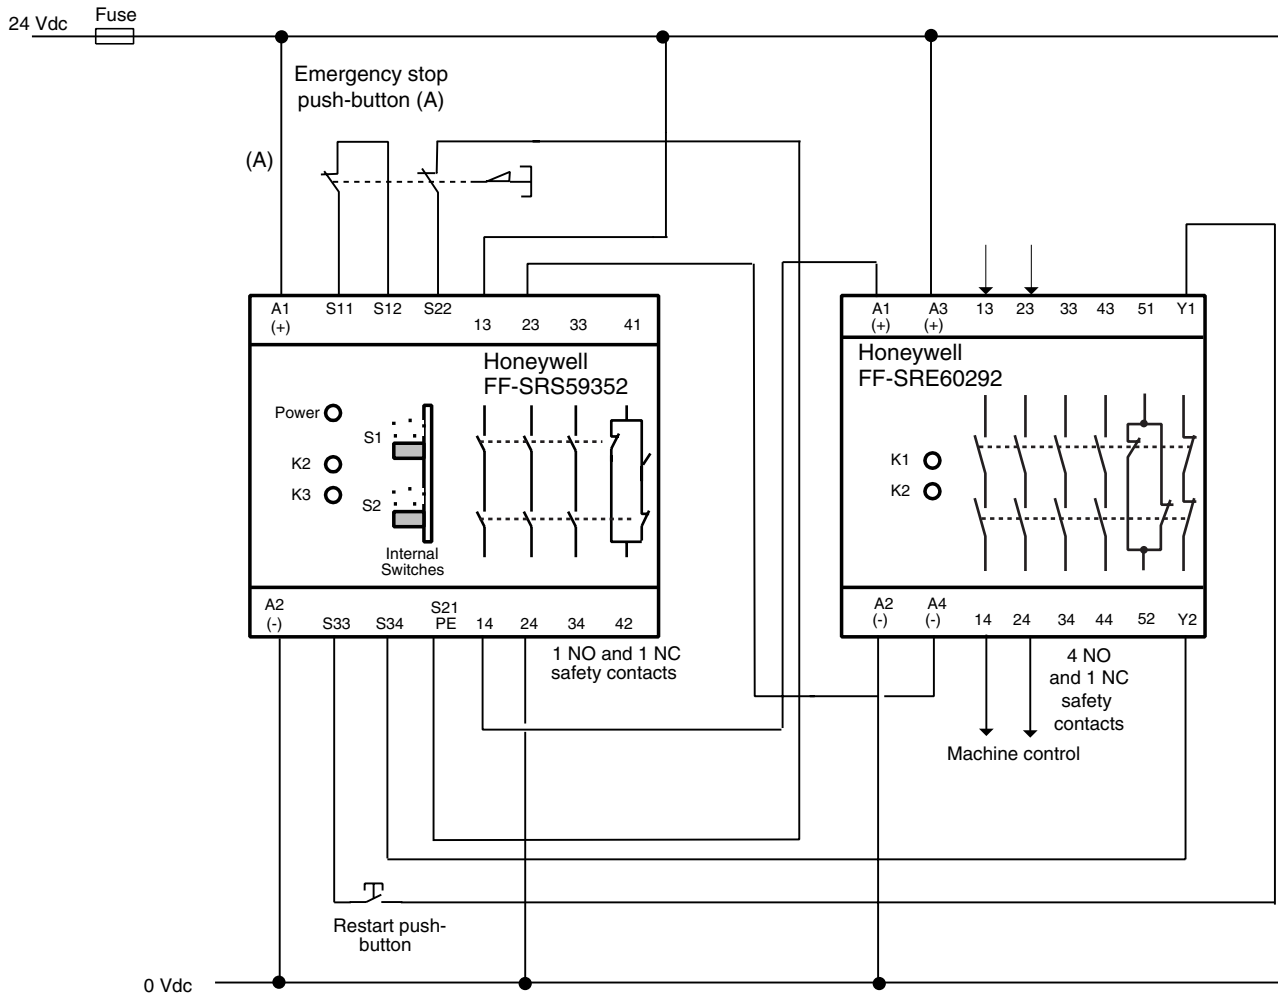 Fuse
24 Vdc
Emergency stop
push-button (A)
(A)
A1
(+)
S11
S12
S22
13
23
33
41
Honeywell
FF-SRS59352
Power
K2
K3
S1
S2
Internal
Switches
A2
(-)
S33
S34
S21
PE
14
24
34
42
1 NO and 1 NC
safety contacts
A1
(+)
A3
(+)
13
23
33
43
51
Y1
Honeywell
FF-SRE60292
K1
K2
A2
(-)
A4
(-)
14
24
34
44
52
Y2
4 NO
and 1 NC
safety
contacts
Machine control
Restart push-
button
0 Vdc